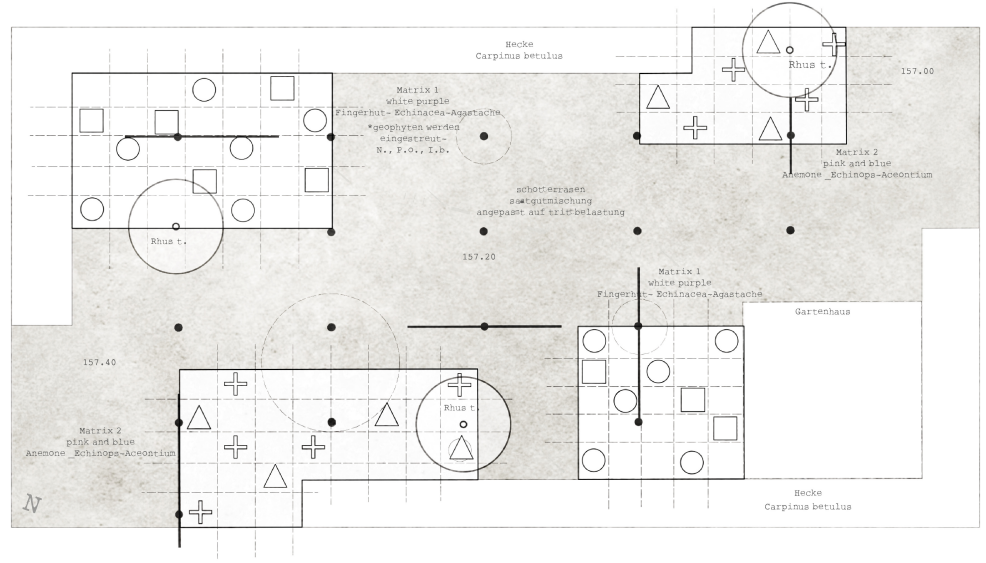 Hecke
Carpinus betulus
Rhus t.
157.00
Matrix 1
white purple
Fingerhut- Echinacea-Agastache
*geophyten werden
eingestreut-
N., P.o., I.b.
Matrix 2
pink and blue
Anemone _Echinops-Aceontium
schotterrasen
saatgutmischung
angepasst auf trittbelastung
Rhus t.
157.20
Matrix 1
white purple
Fingerhut- Echinacea-Agastache
Gartenhaus
157.40
Rhus t.
Matrix 2
pink and blue
Anemone _Echinops-Aceontium
Hecke
Carpinus betulus
N